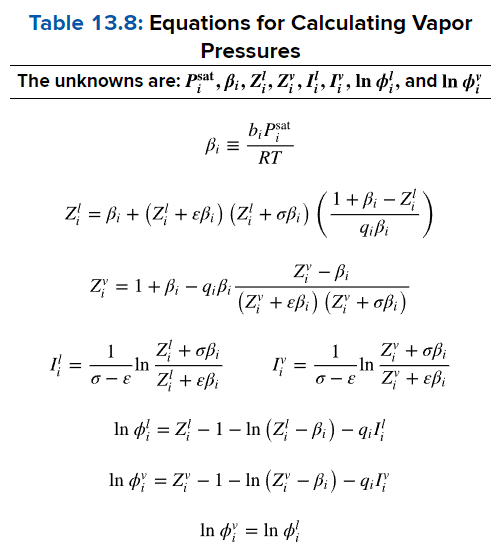 Table 13.8: Equations for Calculating Vapor
Pressures
The unknowns are: P_i^sat, β_i, Z_i^l, Z_i^v, I_i^l, I_i^v, ln ϕ_i^l, and ln ϕ_i^v
β_i ≡ b_i P_i^sat / RT
Z_i^l = β_i + (Z_i^l + εβ_i) (Z_i^l + σβ_i) ( (1 + β_i − Z_i^l) / (q_i β_i) )
Z_i^v = 1 + β_i − q_i β_i (Z_i^v − β_i) / ((Z_i^v + εβ_i) (Z_i^v + σβ_i))
I_i^l = 1 / (σ − ε) ln (Z_i^l + σβ_i) / (Z_i^l + εβ_i) I_i^v = 1 / (σ − ε) ln (Z_i^v + σβ_i) / (Z_i^v + εβ_i)
ln ϕ_i^l = Z_i^l − 1 − ln (Z_i^l − β_i) − q_i I_i^l
ln ϕ_i^v = Z_i^v − 1 − ln (Z_i^v − β_i) − q_i I_i^v
ln ϕ_i^v = ln ϕ_i^l